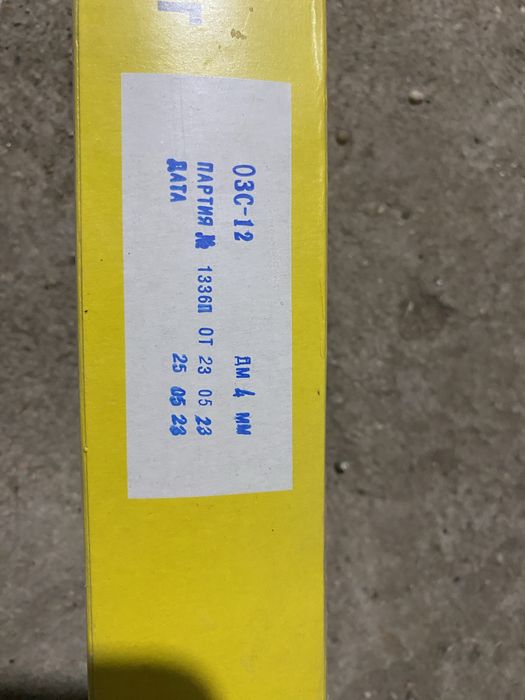 ОЗС-12 ДМ 4 ММ
ПАРТИЯ № 1336П ОТ 23 05 23
ДАТА 25 05 23